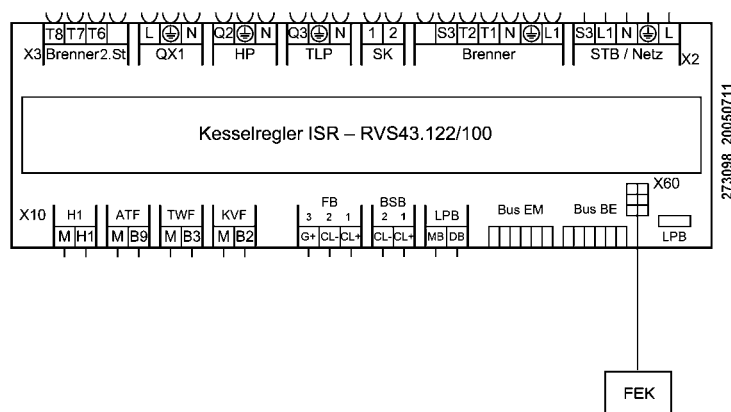 T8 T7 T6 L N Q2 N Q3 N 1 2 S3 T2 T1 N L1 S3 L1 N L
X3 Brenner2.St QX1 HP TLP SK Brenner STB / Netz X2
Kesselregler ISR – RVS43.122/100
273098 20050711
X60
X10 H1 ATF TWF KVF FB BSB LPB Bus EM Bus BE
3 2 1 2 1
M H1 M B9 M B3 M B2 G+ CL- CL+ CL- CL+ MB DB LPB
FEK